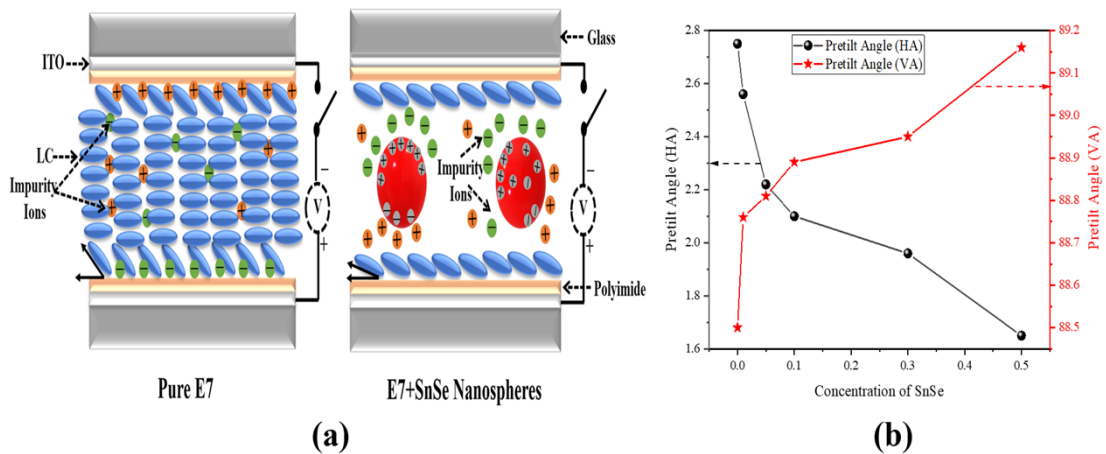 ITO
LC
Impurity
Ions
V
−
+
Pure E7
Glass
Impurity
Ions
V
−
+
Polyimide
E7+SnSe Nanospheres
(a)
Pretilt Angle (HA)
Pretilt Angle (VA)
2.8
2.6
2.4
2.2
2.0
1.8
1.6
Pretilt Angle (HA)
89.2
89.1
89.0
88.9
88.8
88.7
88.6
88.5
Pretilt Angle (VA)
0.0 0.1 0.2 0.3 0.4 0.5
Concentration of SnSe
(b)